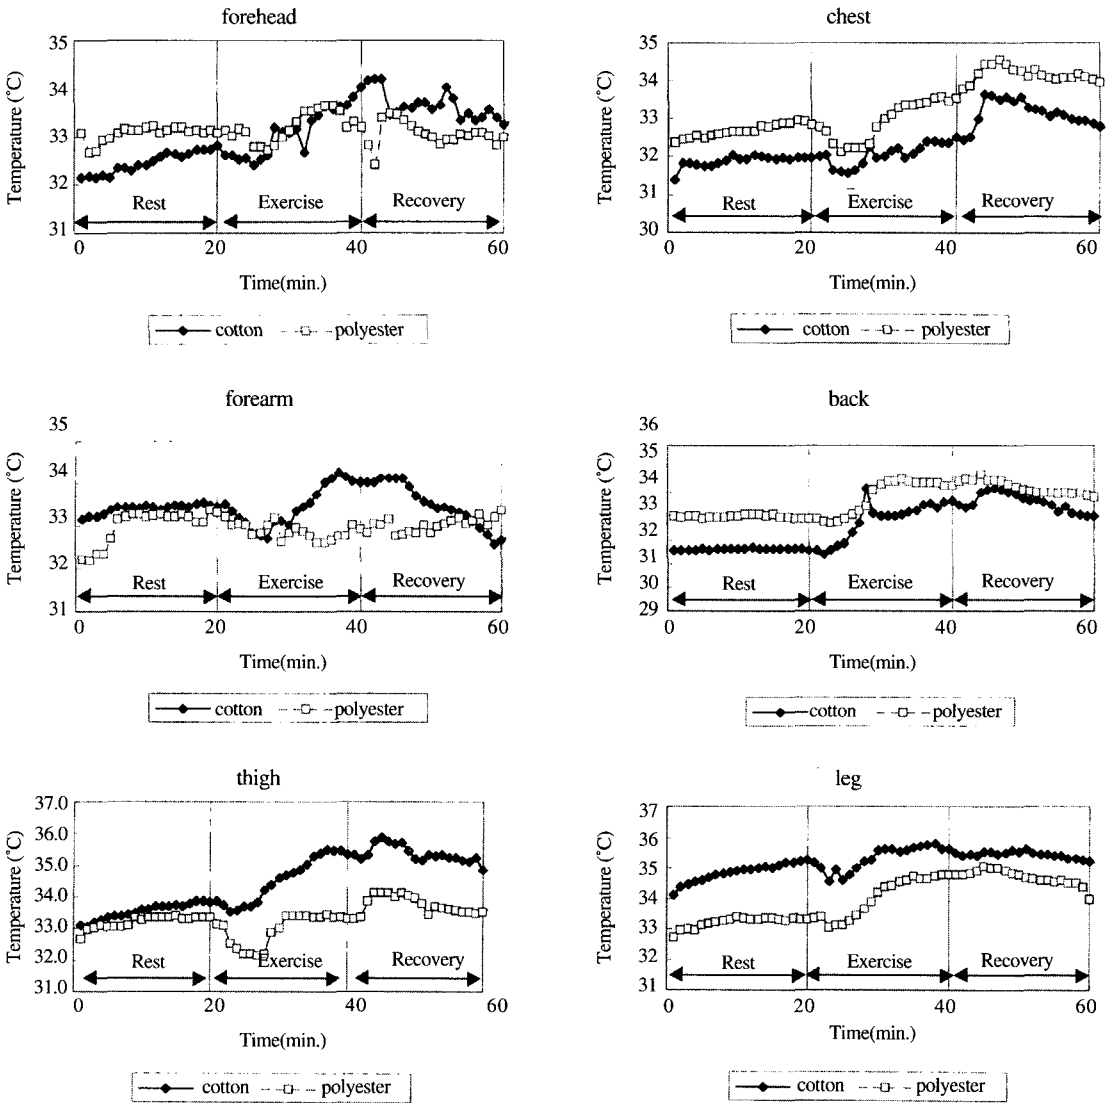 forehead
Temperature (°C)
35
34
33
32
31
Rest
Exercise
Recovery
0
20
40
60
Time(min.)
cotton
polyester
chest
Temperature (°C)
35
34
33
32
31
30
Rest
Exercise
Recovery
0
20
40
60
Time(min.)
cotton
polyester
forearm
Temperature (°C)
35
34
33
32
31
Rest
Exercise
Recovery
0
20
40
60
Time(min.)
cotton
polyester
back
Temperature (°C)
36
35
34
33
32
31
30
29
Rest
Exercise
Recovery
0
20
40
60
Time(min.)
cotton
polyester
thigh
Temperature (°C)
37.0
36.0
35.0
34.0
33.0
32.0
31.0
Rest
Exercise
Recovery
0
20
40
60
Time(min.)
cotton
polyester
leg
Temperature (°C)
37
36
35
34
33
32
31
Rest
Exercise
Recovery
0
20
40
60
Time(min.)
cotton
polyester